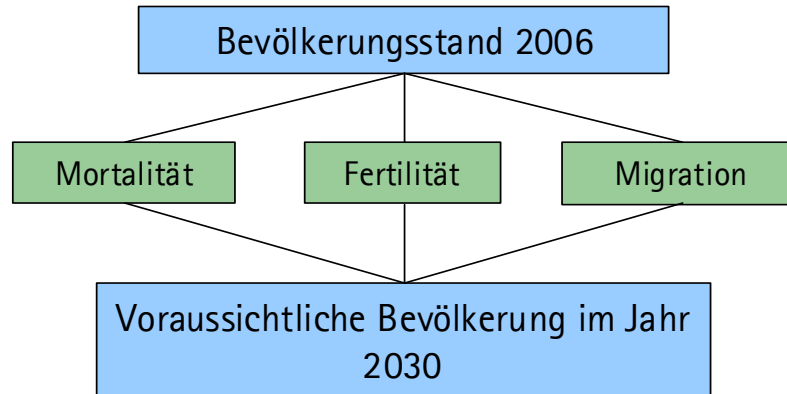 Bevölkerungsstand 2006
Mortalität
Fertilität
Migration
Voraussichtliche Bevölkerung im Jahr
2030